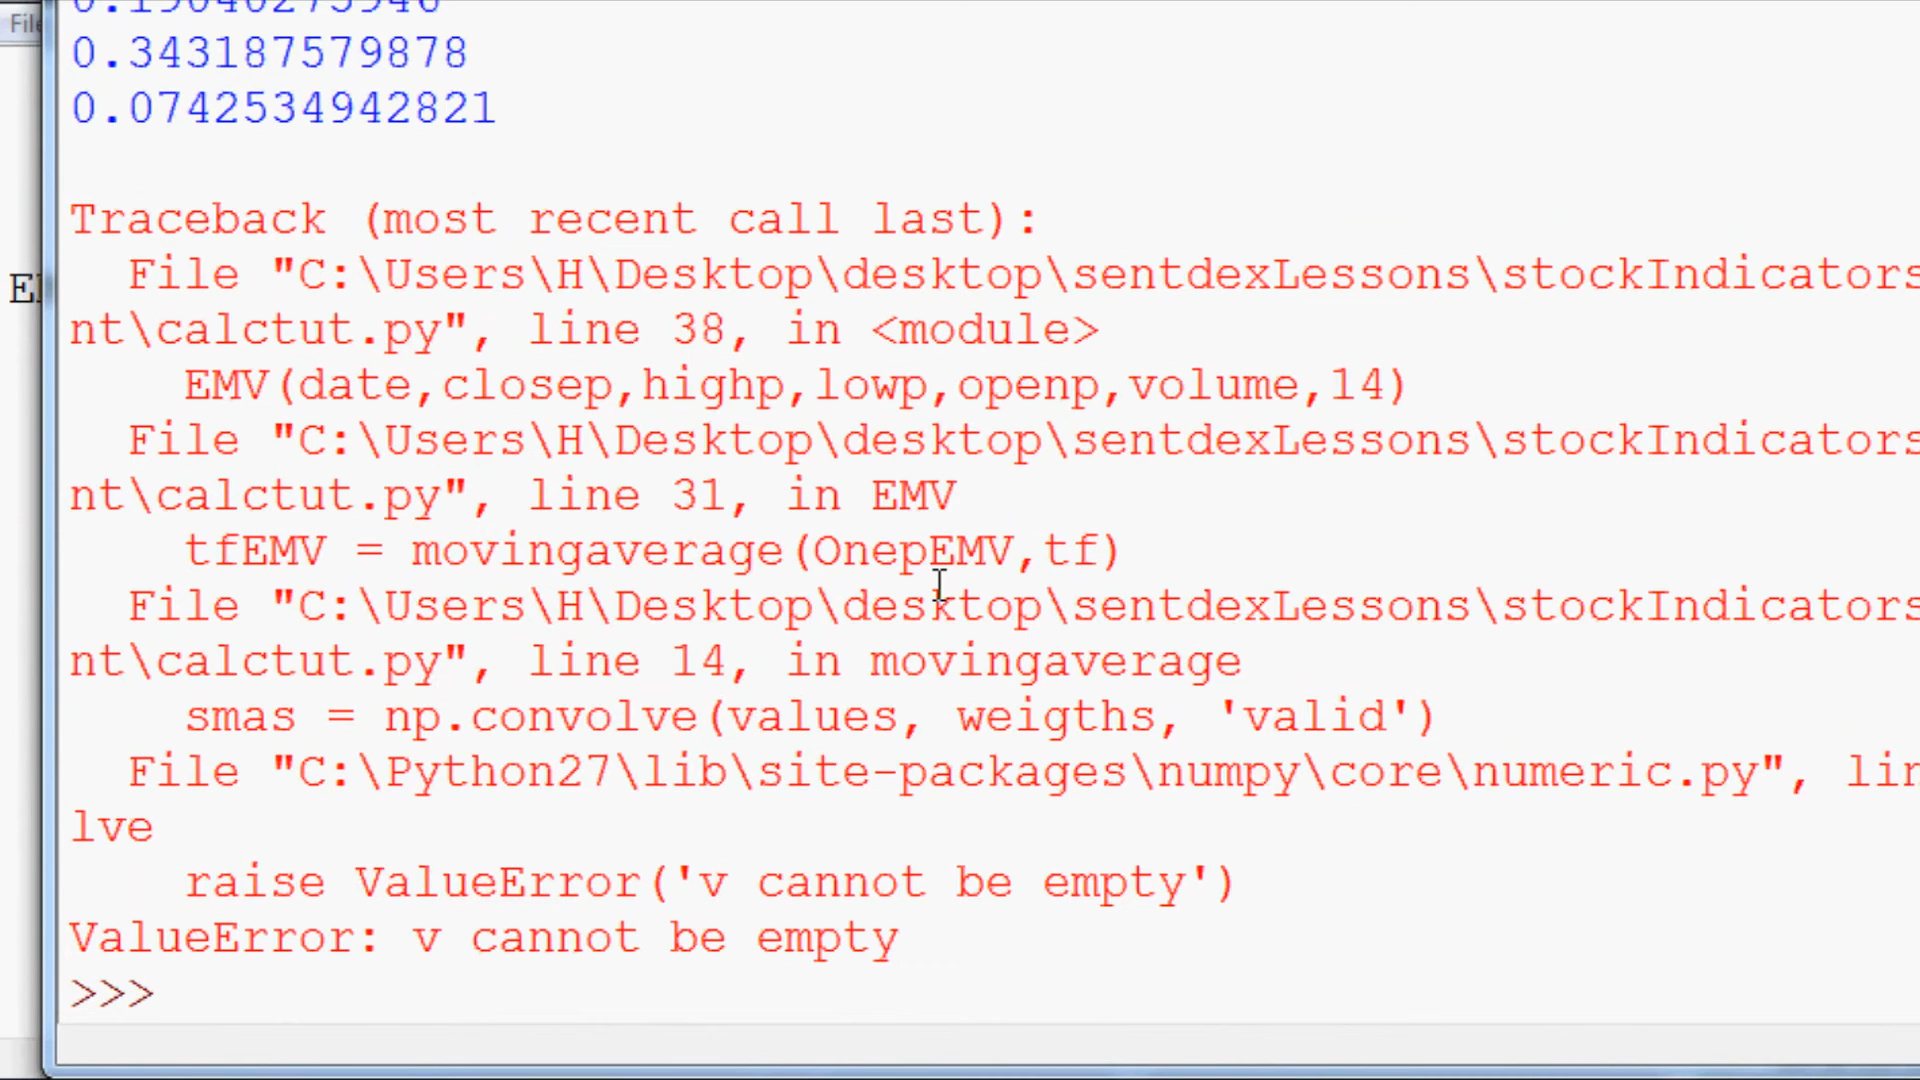 File
0.19040273946
0.343187579878
0.0742534942821
Traceback (most recent call last):
File "C:\Users\H\Desktop\desktop\sentdexLessons\stockIndicators
nt\calctut.py", line 38, in <module>
EMV(date,closep,highp,lowp,openp,volume,14)
File "C:\Users\H\Desktop\desktop\sentdexLessons\stockIndicators
nt\calctut.py", line 31, in EMV
tfEMV = movingaverage(OnepEMV,tf)
File "C:\Users\H\Desktop\desktop\sentdexLessons\stockIndicators
nt\calctut.py", line 14, in movingaverage
smas = np.convolve(values, weigths, 'valid')
File "C:\Python27\lib\site-packages\numpy\core\numeric.py", lin
lve
raise ValueError('v cannot be empty')
ValueError: v cannot be empty
>>>